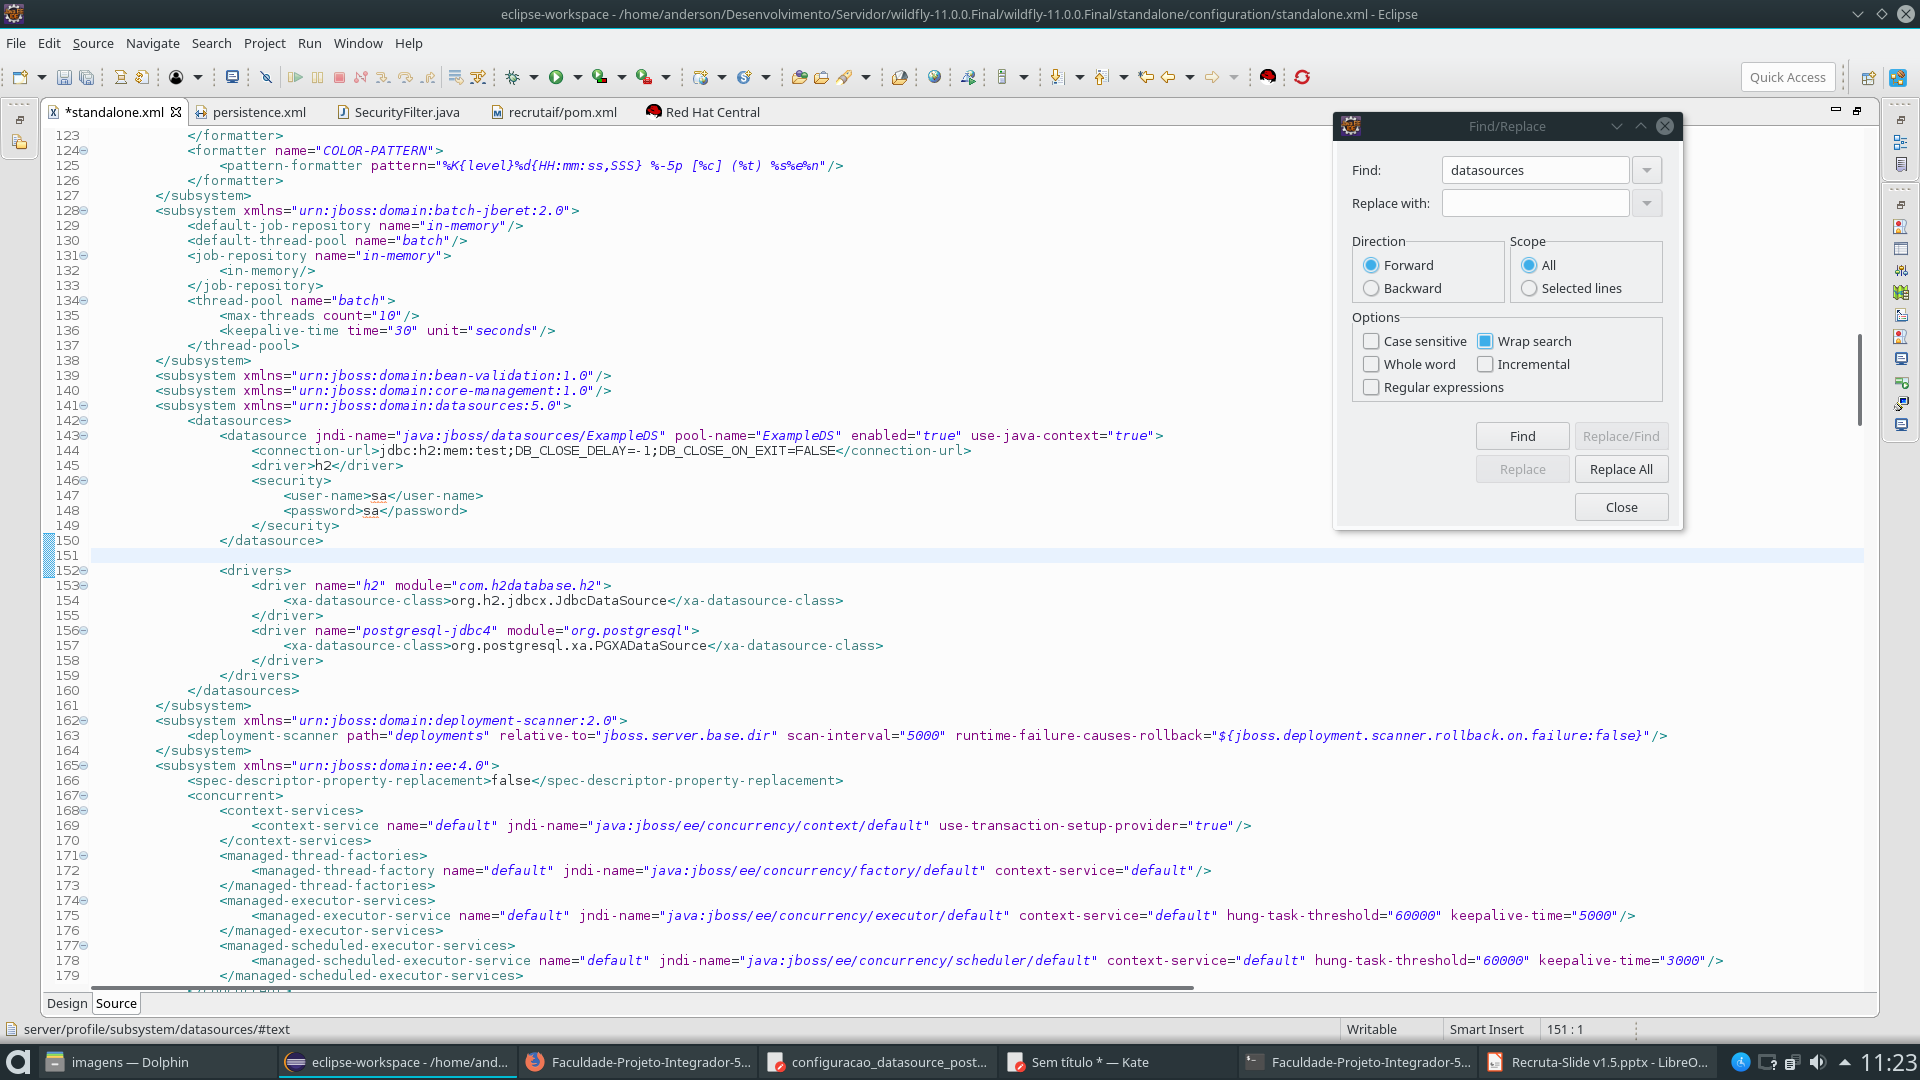 eclipse-workspace - /home/anderson/Desenvolvimento/Servidor/wildfly-11.0.0.Final/wildfly-11.0.0.Final/standalone/configuration/standalone.xml - Eclipse
File Edit Source Navigate Search Project Run Window Help
Quick Access
*standalone.xml persistence.xml SecurityFilter.java recrutaif/pom.xml Red Hat Central
123 </formatter>
124 <formatter name="COLOR-PATTERN">
125 <pattern-formatter pattern="%K{level}%d{HH:mm:ss,SSS} %-5p [%c] (%t) %s%e%n"/>
126 </formatter>
127 </subsystem>
128 <subsystem xmlns="urn:jboss:domain:batch-jberet:2.0">
129 <default-job-repository name="in-memory"/>
130 <default-thread-pool name="batch"/>
131 <job-repository name="in-memory">
132 <in-memory/>
133 </job-repository>
134 <thread-pool name="batch">
135 <max-threads count="10"/>
136 <keepalive-time time="30" unit="seconds"/>
137 </thread-pool>
138 </subsystem>
139 <subsystem xmlns="urn:jboss:domain:bean-validation:1.0"/>
140 <subsystem xmlns="urn:jboss:domain:core-management:1.0"/>
141 <subsystem xmlns="urn:jboss:domain:datasources:5.0">
142 <datasources>
143 <datasource jndi-name="java:jboss/datasources/ExampleDS" pool-name="ExampleDS" enabled="true" use-java-context="true">
144 <connection-url>jdbc:h2:mem:test;DB_CLOSE_DELAY=-1;DB_CLOSE_ON_EXIT=FALSE</connection-url>
145 <driver>h2</driver>
146 <security>
147 <user-name>sa</user-name>
148 <password>sa</password>
149 </security>
150 </datasource>
151
152 <drivers>
153 <driver name="h2" module="com.h2database.h2">
154 <xa-datasource-class>org.h2.jdbcx.JdbcDataSource</xa-datasource-class>
155 </driver>
156 <driver name="postgresql-jdbc4" module="org.postgresql">
157 <xa-datasource-class>org.postgresql.xa.PGXADataSource</xa-datasource-class>
158 </driver>
159 </drivers>
160 </datasources>
161 </subsystem>
162 <subsystem xmlns="urn:jboss:domain:deployment-scanner:2.0">
163 <deployment-scanner path="deployments" relative-to="jboss.server.base.dir" scan-interval="5000" runtime-failure-causes-rollback="${jboss.deployment.scanner.rollback.on.failure:false}"/>
164 </subsystem>
165 <subsystem xmlns="urn:jboss:domain:ee:4.0">
166 <spec-descriptor-property-replacement>false</spec-descriptor-property-replacement>
167 <concurrent>
168 <context-services>
169 <context-service name="default" jndi-name="java:jboss/ee/concurrency/context/default" use-transaction-setup-provider="true"/>
170 </context-services>
171 <managed-thread-factories>
172 <managed-thread-factory name="default" jndi-name="java:jboss/ee/concurrency/factory/default" context-service="default"/>
173 </managed-thread-factories>
174 <managed-executor-services>
175 <managed-executor-service name="default" jndi-name="java:jboss/ee/concurrency/executor/default" context-service="default" hung-task-threshold="60000" keepalive-time="5000"/>
176 </managed-executor-services>
177 <managed-scheduled-executor-services>
178 <managed-scheduled-executor-service name="default" jndi-name="java:jboss/ee/concurrency/scheduler/default" context-service="default" hung-task-threshold="60000" keepalive-time="3000"/>
179 </managed-scheduled-executor-services>
Find/Replace
Find: datasources
Replace with:
Direction Scope
Forward All
Backward Selected lines
Options
Case sensitive Wrap search
Whole word Incremental
Regular expressions
Find Replace/Find
Replace Replace All
Close
Design Source
server/profile/subsystem/datasources/#text Writable Smart Insert 151 : 1
imagens — Dolphin eclipse-workspace - /home/and... Faculdade-Projeto-Integrador-5... configuracao_datasource_post... Sem título * — Kate Faculdade-Projeto-Integrador-5... Recruta-Slide v1.5.pptx - LibreO... 11:23